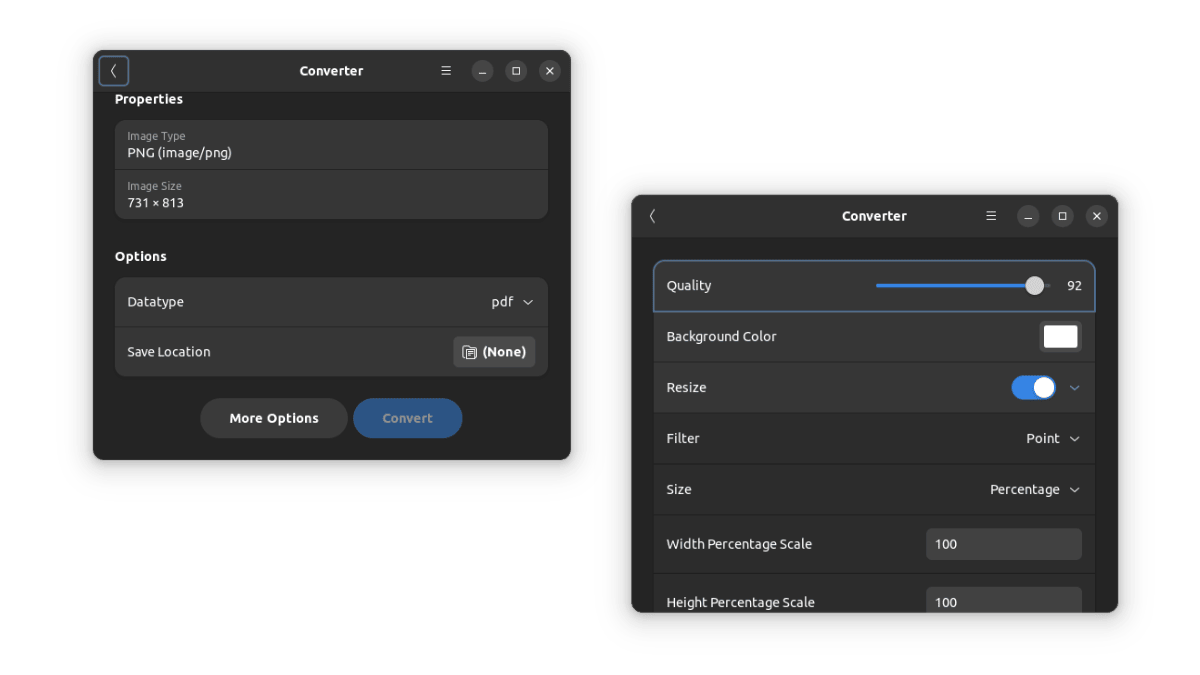 Converter
Properties
Image Type
PNG (image/png)
Image Size
731 × 813
Options
Datatype pdf
Save Location (None)
More Options Convert
Converter
Quality 92
Background Color
Resize
Filter Point
Size Percentage
Width Percentage Scale 100
Height Percentage Scale 100